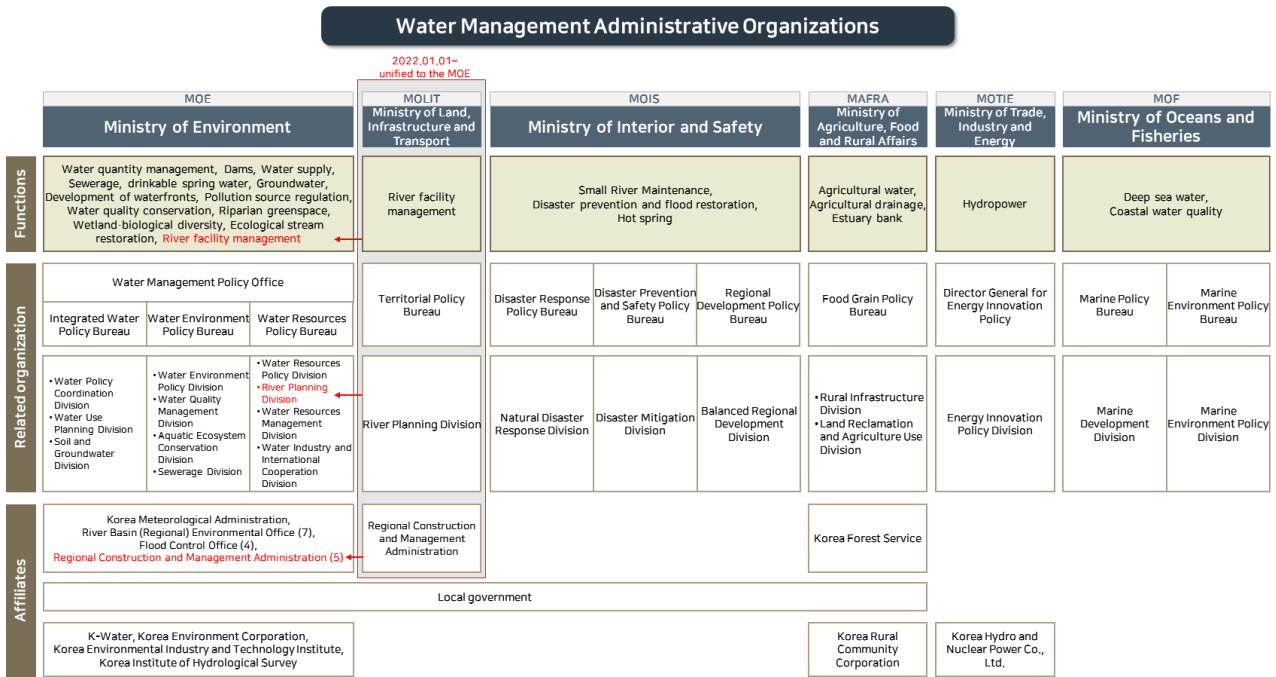 Water Management Administrative Organizations
2022.01.01~
unified to the MOE
MOE
Ministry of Environment
MOLIT
Ministry of Land,
Infrastructure and
Transport
MOIS
Ministry of Interior and Safety
MAFRA
Ministry of
Agriculture, Food
and Rural Affairs
MOTIE
Ministry of Trade,
Industry and
Energy
MOF
Ministry of Oceans and
Fisheries
Functions
Water quantity management, Dams, Water supply,
Sewerage, drinkable spring water, Groundwater,
Development of waterfronts, Pollution source regulation,
Water quality conservation, Riparian greenspace,
Wetland-biological diversity, Ecological stream
restoration, River facility management
River facility
management
Small River Maintenance,
Disaster prevention and flood restoration,
Hot spring
Agricultural water,
Agricultural drainage,
Estuary bank
Hydropower
Deep sea water,
Coastal water quality
Related organization
Water Management Policy Office
Integrated Water
Policy Bureau
Water Environment
Policy Bureau
Water Resources
Policy Bureau
Territorial Policy
Bureau
Disaster Response
Policy Bureau
Disaster Prevention
and Safety Policy
Bureau
Regional
Development Policy
Bureau
Food Grain Policy
Bureau
Director General for
Energy Innovation
Policy
Marine Policy
Bureau
Marine
Environment Policy
Bureau
• Water Policy
Coordination
Division
• Water Use
Planning Division
• Soil and
Groundwater
Division
• Water Environment
Policy Division
• Water Quality
Management
Division
• Aquatic Ecosystem
Conservation
Division
• Sewerage Division
• Water Resources
Policy Division
• River Planning
Division
• Water Resources
Management
Division
• Water Industry and
International
Cooperation
Division
River Planning Division
Natural Disaster
Response Division
Disaster Mitigation
Division
Balanced Regional
Development
Division
• Rural Infrastructure
Division
• Land Reclamation
and Agriculture Use
Division
Energy Innovation
Policy Division
Marine
Development
Division
Marine
Environment Policy
Division
Affiliates
Korea Meteorological Administration,
River Basin (Regional) Environmental Office (7),
Flood Control Office (4),
Regional Construction and Management Administration (5)
Regional Construction
and Management
Administration
Korea Forest Service
Local government
K-Water, Korea Environment Corporation,
Korea Environmental Industry and Technology Institute,
Korea Institute of Hydrological Survey
Korea Rural
Community
Corporation
Korea Hydro and
Nuclear Power Co.,
Ltd.